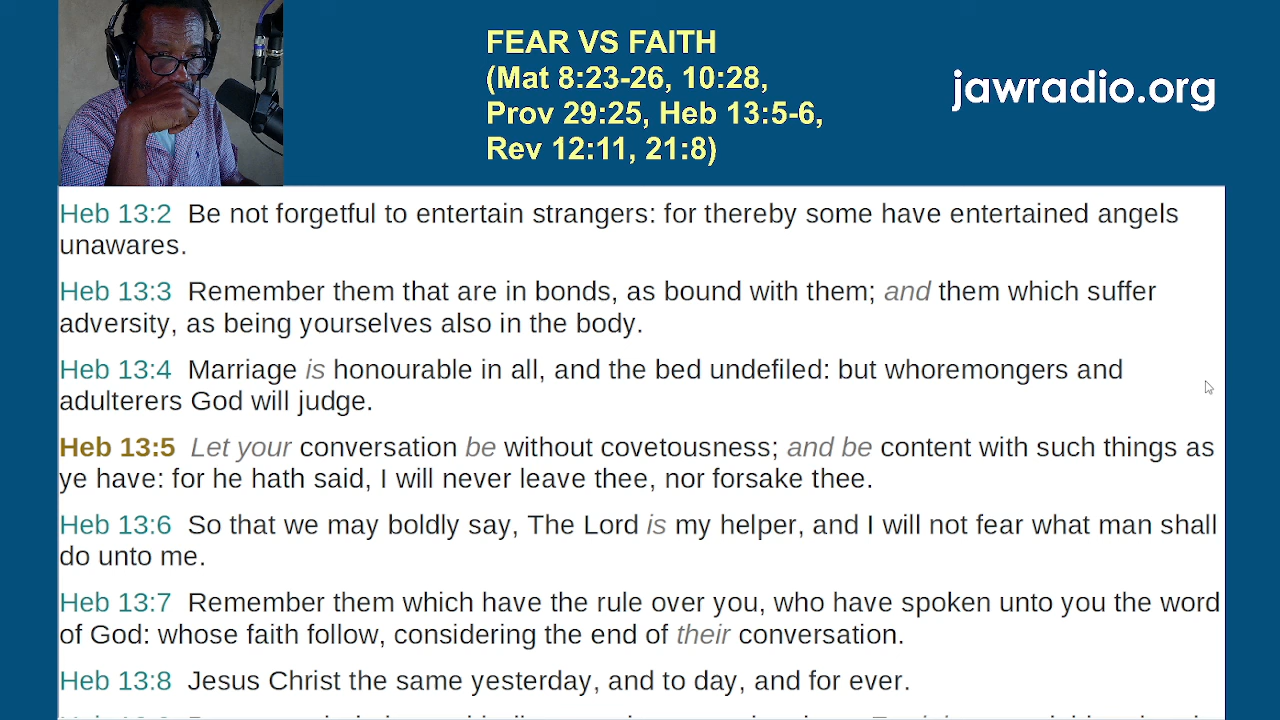 FEAR VS FAITH
(Mat 8:23-26, 10:28,
Prov 29:25, Heb 13:5-6,
Rev 12:11, 21:8)
jawradio.org
Heb 13:2 Be not forgetful to entertain strangers: for thereby some have entertained angels
unawares.
Heb 13:3 Remember them that are in bonds, as bound with them; and them which suffer
adversity, as being yourselves also in the body.
Heb 13:4 Marriage is honourable in all, and the bed undefiled: but whoremongers and
adulterers God will judge.
Heb 13:5 Let your conversation be without covetousness; and be content with such things as
ye have: for he hath said, I will never leave thee, nor forsake thee.
Heb 13:6 So that we may boldly say, The Lord is my helper, and I will not fear what man shall
do unto me.
Heb 13:7 Remember them which have the rule over you, who have spoken unto you the word
of God: whose faith follow, considering the end of their conversation.
Heb 13:8 Jesus Christ the same yesterday, and to day, and for ever.